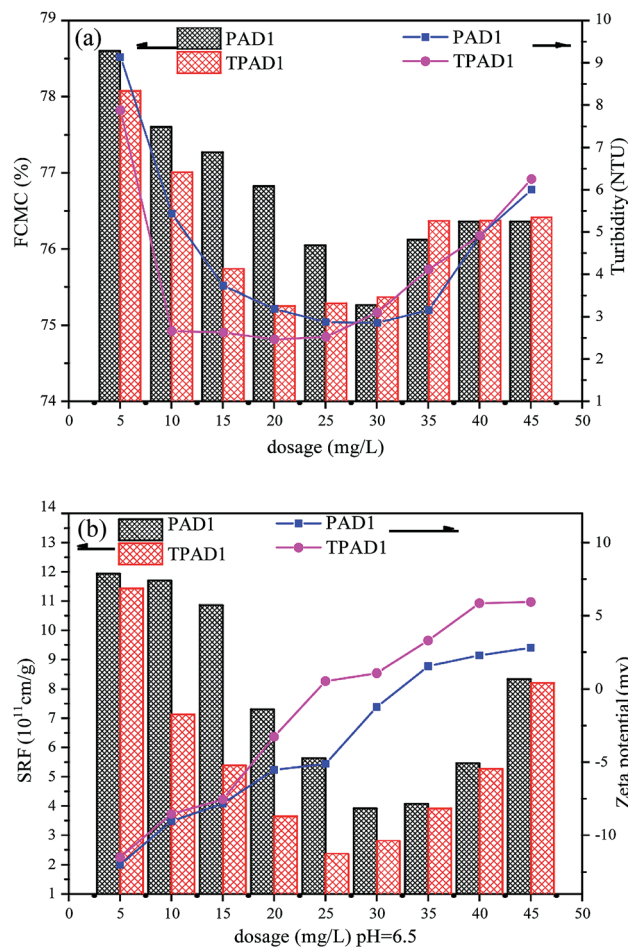 (a)
PAD1
TPAD1
PAD1
TPAD1
79
78
77
76
75
74
FCMC (%)
10
9
8
7
6
5
4
3
2
1
Turibidity (NTU)
0 5 10 15 20 25 30 35 40 45 50
dosage (mg/L)
(b)
PAD1
TPAD1
PAD1
TPAD1
14
13
12
11
10
9
8
7
6
5
4
3
2
1
SRF (10¹¹cm/g)
10
5
0
-5
-10
Zeta potential (mv)
0 5 10 15 20 25 30 35 40 45 50
dosage (mg/L) pH=6.5